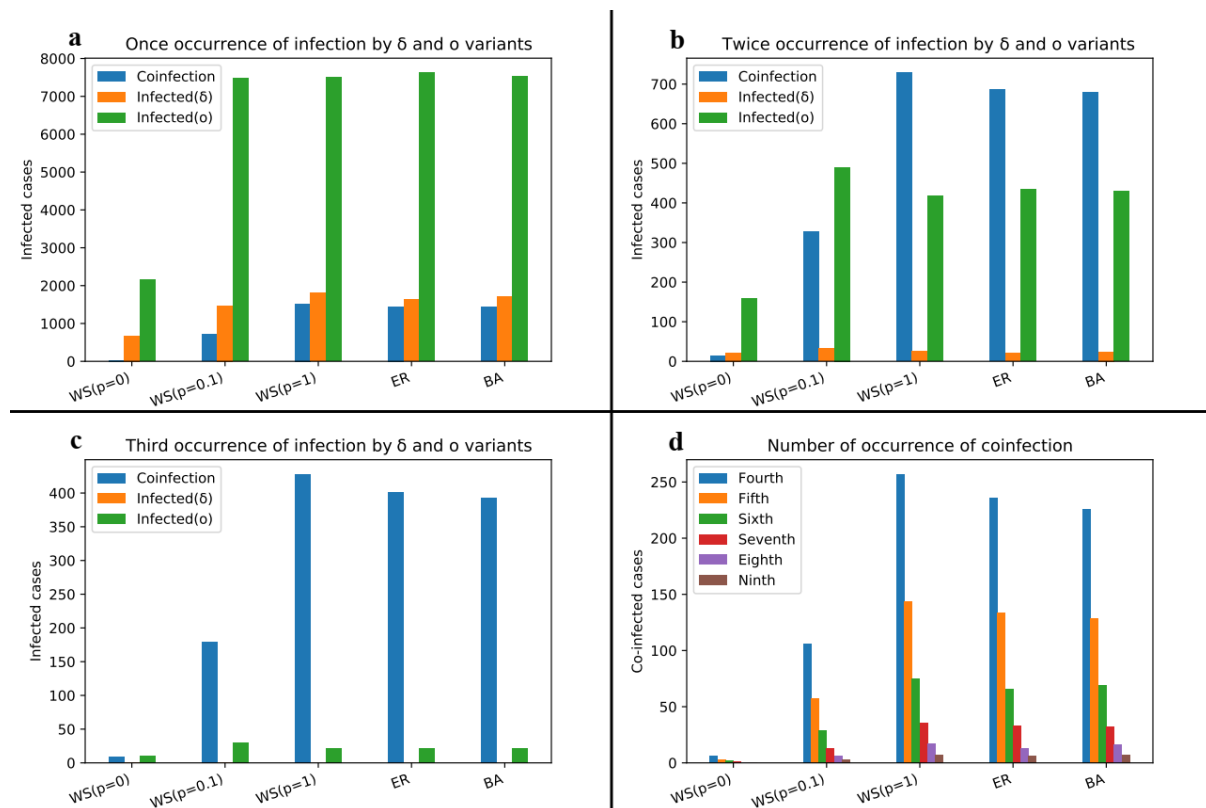 a
Once occurrence of infection by δ and o variants
Coinfection
Infected(δ)
Infected(o)
Infected cases
8000
7000
6000
5000
4000
3000
2000
1000
0
WS(p=0)
WS(p=0.1)
WS(p=1)
ER
BA
b
Twice occurrence of infection by δ and o variants
Coinfection
Infected(δ)
Infected(o)
Infected cases
700
600
500
400
300
200
100
0
WS(p=0)
WS(p=0.1)
WS(p=1)
ER
BA
c
Third occurrence of infection by δ and o variants
Coinfection
Infected(δ)
Infected(o)
Infected cases
400
350
300
250
200
150
100
50
0
WS(p=0)
WS(p=0.1)
WS(p=1)
ER
BA
d
Number of occurrence of coinfection
Fourth
Fifth
Sixth
Seventh
Eighth
Ninth
Co-infected cases
250
200
150
100
50
0
WS(p=0)
WS(p=0.1)
WS(p=1)
ER
BA